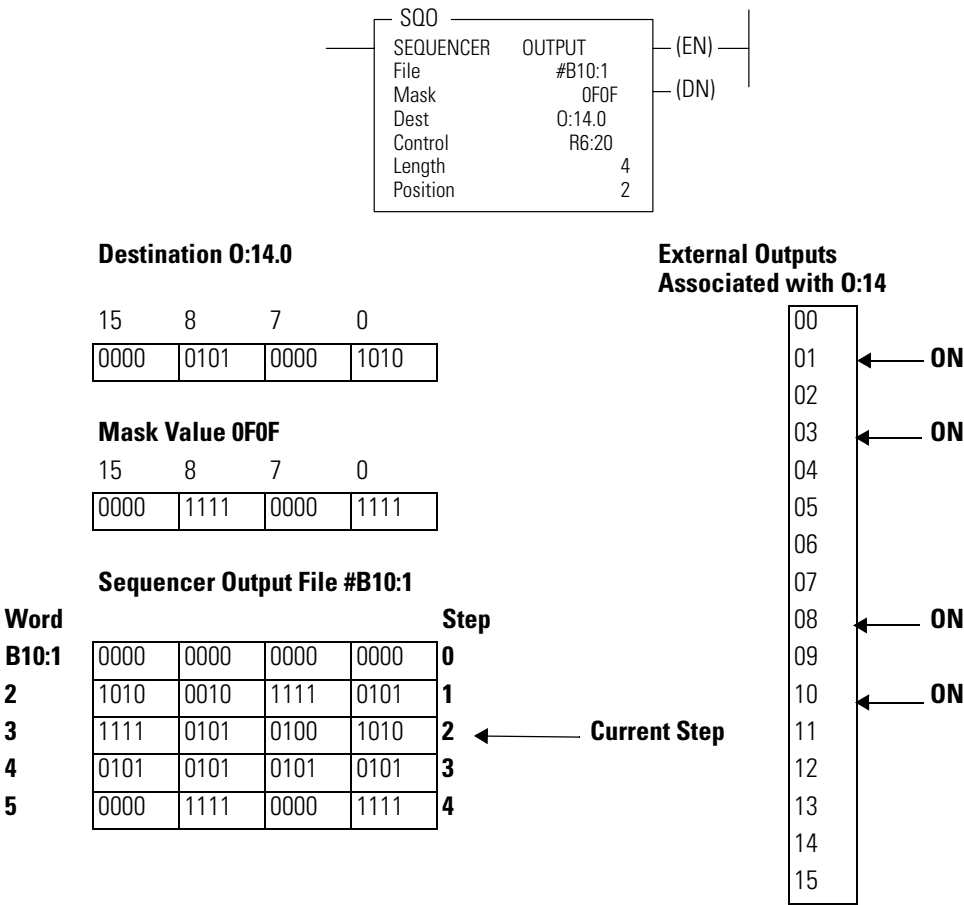 SQO
SEQUENCER OUTPUT (EN)
File #B10:1
Mask 0F0F (DN)
Dest O:14.0
Control R6:20
Length 4
Position 2
Destination O:14.0
15 8 7 0
0000 0101 0000 1010
Mask Value 0F0F
15 8 7 0
0000 1111 0000 1111
Sequencer Output File #B10:1
Word Step
B10:1 0000 0000 0000 0000 0
2 1010 0010 1111 0101 1
3 1111 0101 0100 1010 2 Current Step
4 0101 0101 0101 0101 3
5 0000 1111 0000 1111 4
External Outputs
Associated with O:14
00
01 ON
02
03 ON
04
05
06
07
08 ON
09
10 ON
11
12
13
14
15